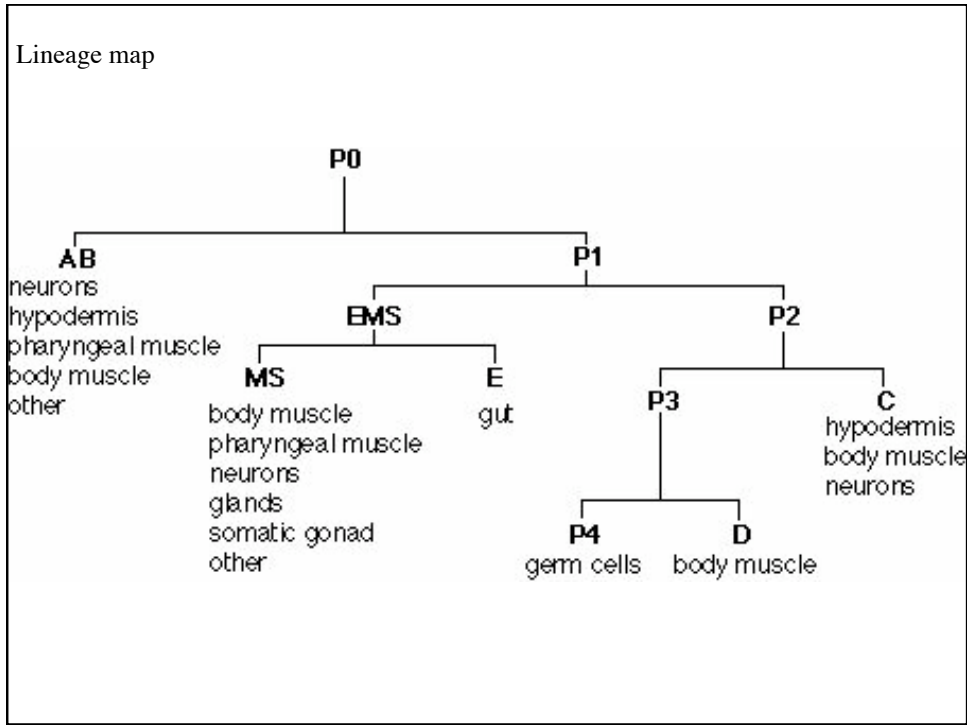 Lineage map
P0
AB
neurons
hypodermis
pharyngeal muscle
body muscle
other
P1
EMS
P2
MS
body muscle
pharyngeal muscle
neurons
glands
somatic gonad
other
E
gut
P3
C
hypodermis
body muscle
neurons
P4
germ cells
D
body muscle